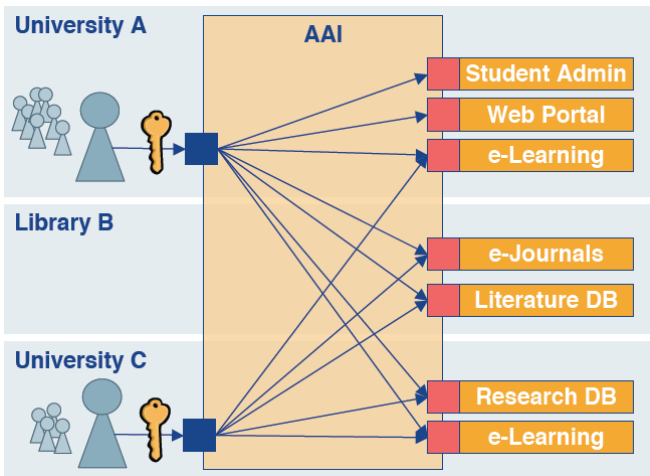 University A
AAI
Student Admin
Web Portal
e-Learning
Library B
e-Journals
Literature DB
University C
Research DB
e-Learning